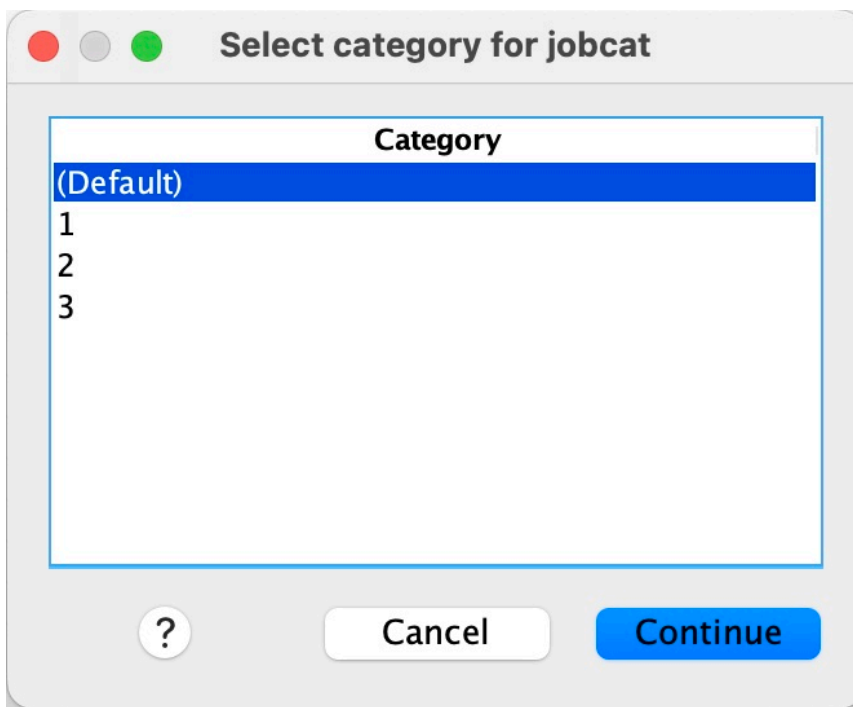 Select category for jobcat
Category
(Default)
1
2
3
?
Cancel
Continue